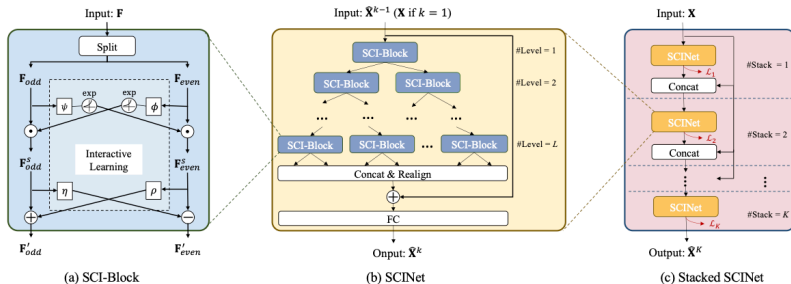 Input: F
Split
F_odd
F_even
exp
exp
ψ
ϕ
F^s_odd
Interactive
Learning
F^s_even
η
ρ
F′_odd
F′_even
(a) SCI-Block
Input: X̂^{k−1} (X if k = 1)
SCI-Block
#Level = 1
SCI-Block
SCI-Block
#Level = 2
...
...
...
...
SCI-Block
SCI-Block
...
SCI-Block
#Level = L
Concat & Realign
+
FC
Onput: X̂^k
(b) SCINet
Input: X
SCINet
ℒ_1
#Stack = 1
Concat
SCINet
ℒ_2
#Stack = 2
Concat
SCINet
#Stack = K
ℒ_K
Output: X̂^K
(c) Stacked SCINet